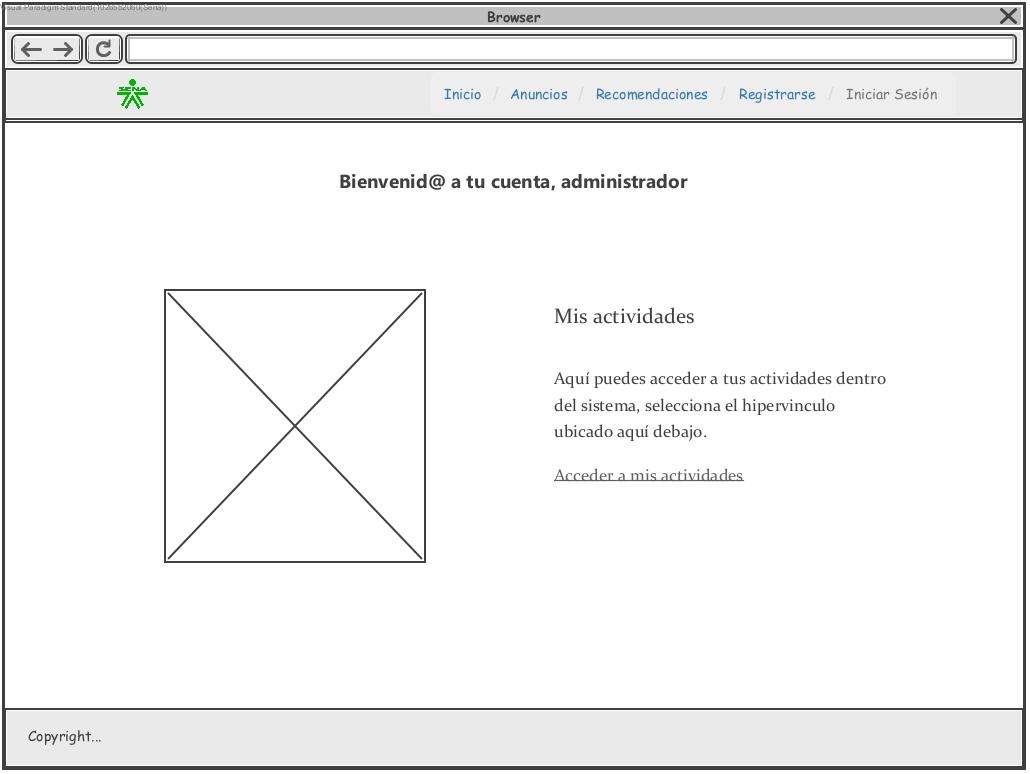 Visual Paradigm Standard(1026552060(Sena))
Browser
SENA
Inicio / Anuncios / Recomendaciones / Registrarse / Iniciar Sesión
Bienvenid@ a tu cuenta, administrador
Mis actividades
Aquí puedes acceder a tus actividades dentro
del sistema, selecciona el hipervinculo
ubicado aquí debajo.
Acceder a mis actividades
Copyright...